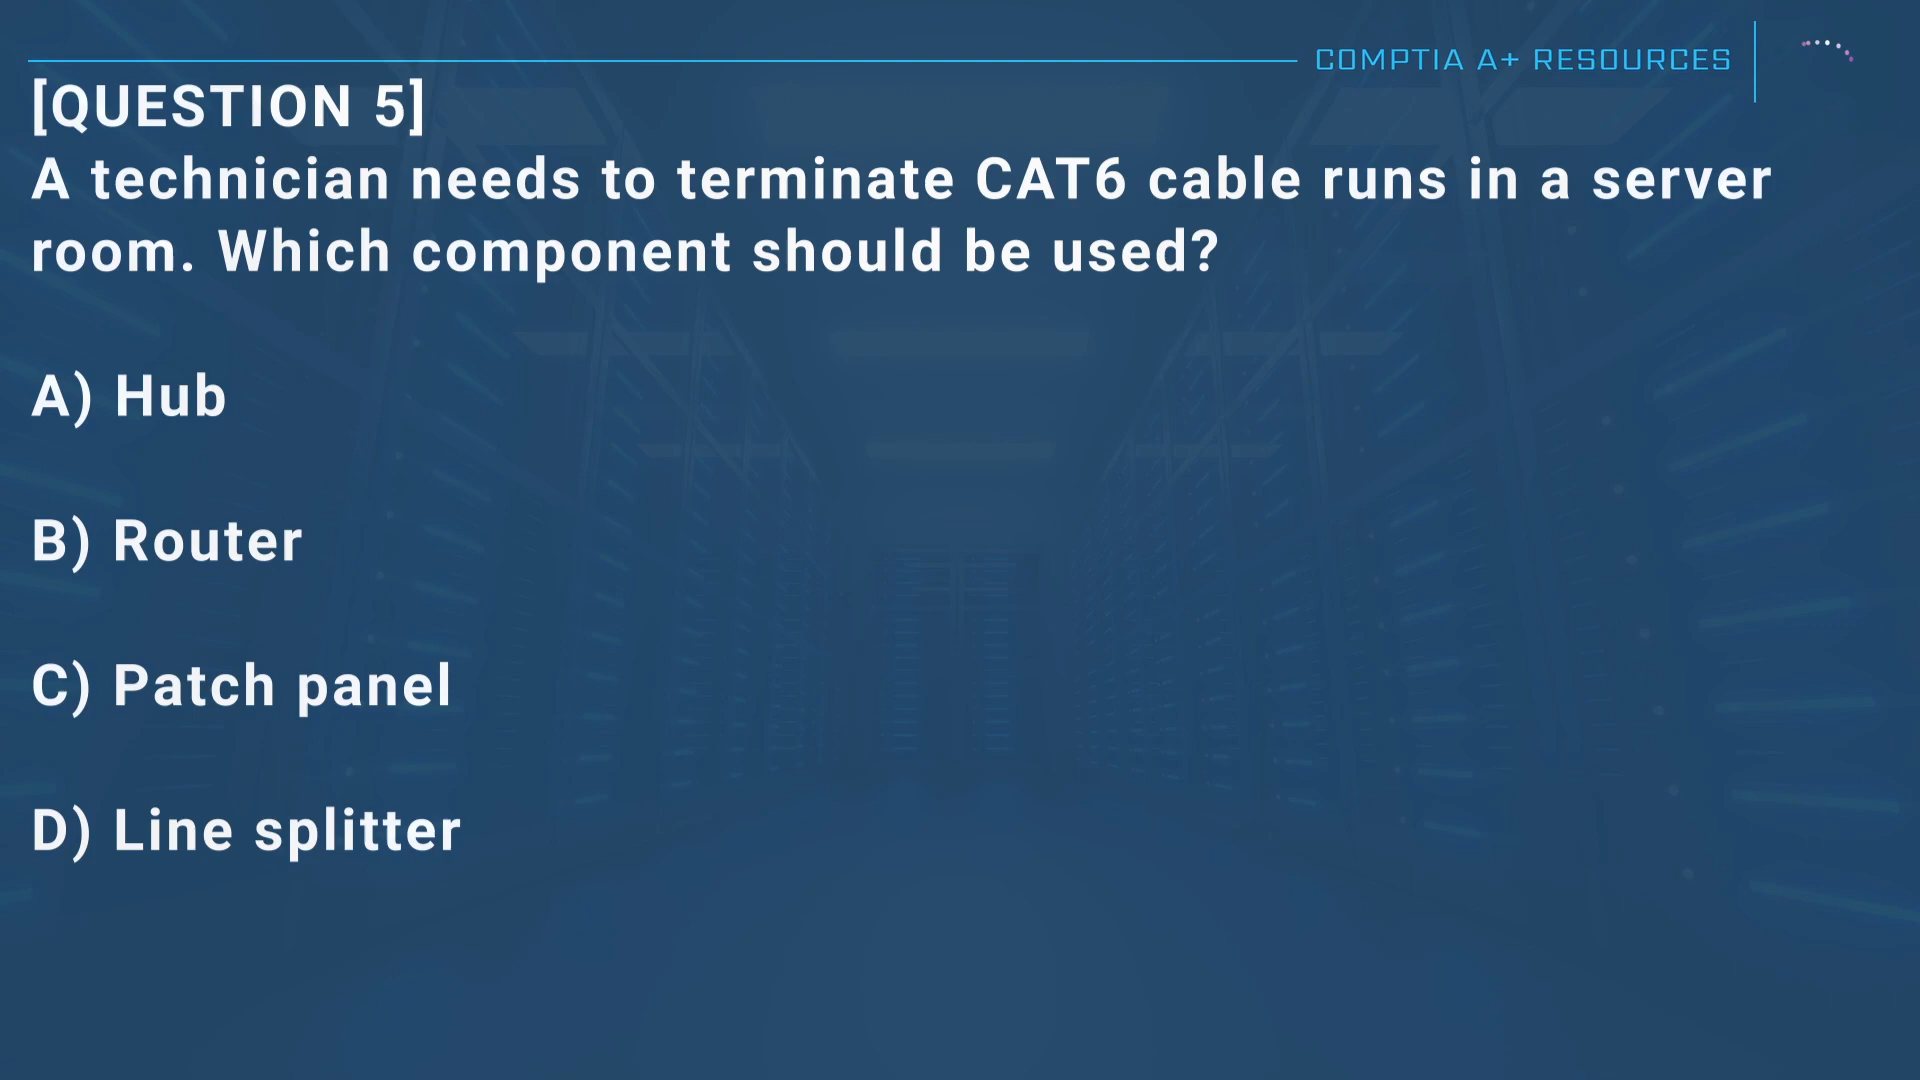 COMPTIA A+ RESOURCES
[QUESTION 5]
A technician needs to terminate CAT6 cable runs in a server
room. Which component should be used?
A) Hub
B) Router
C) Patch panel
D) Line splitter